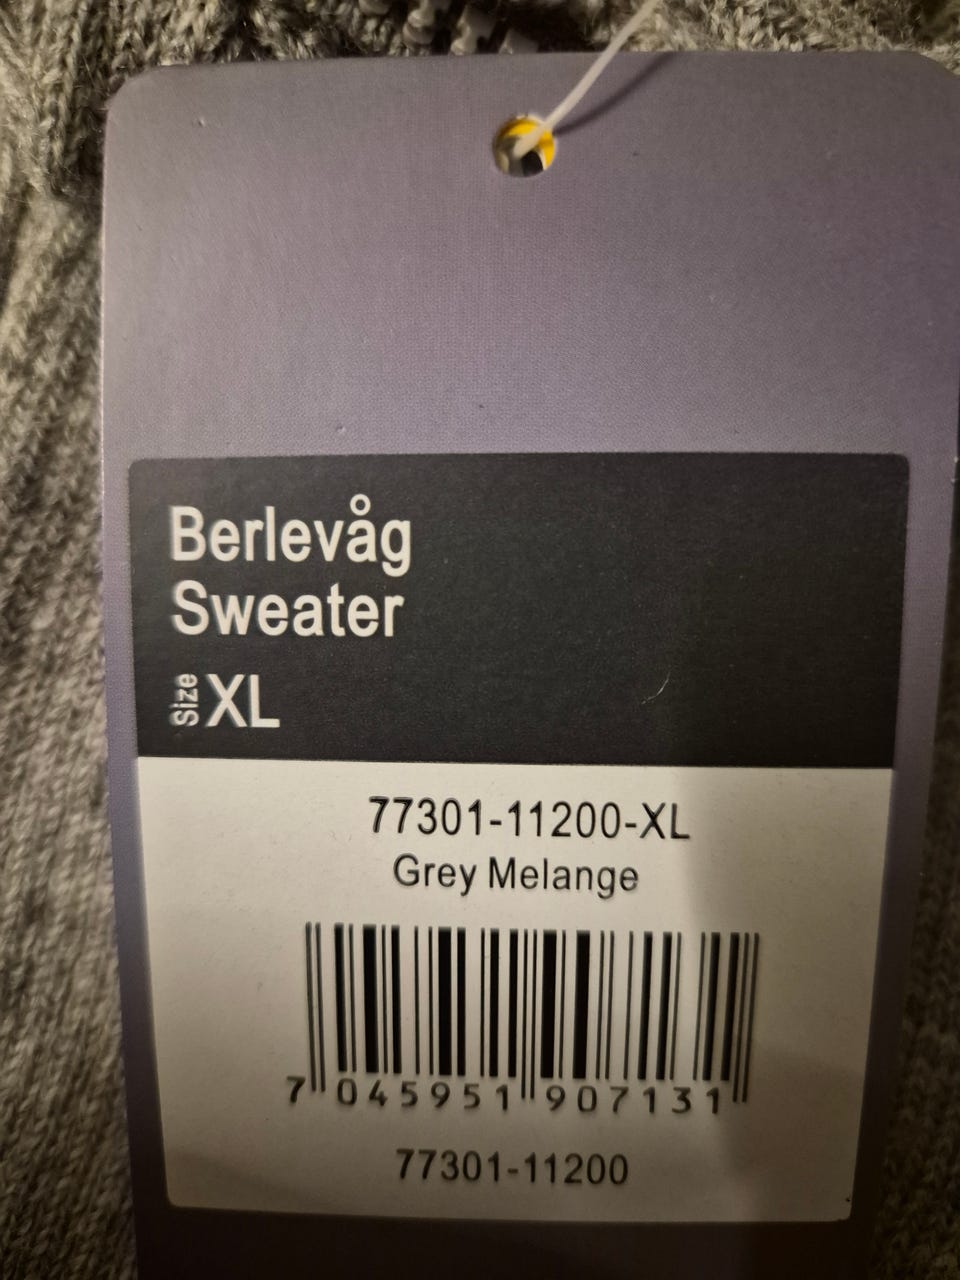 Berlevåg
Sweater
Size XL
77301-11200-XL
Grey Melange
7 045951 907131
77301-11200